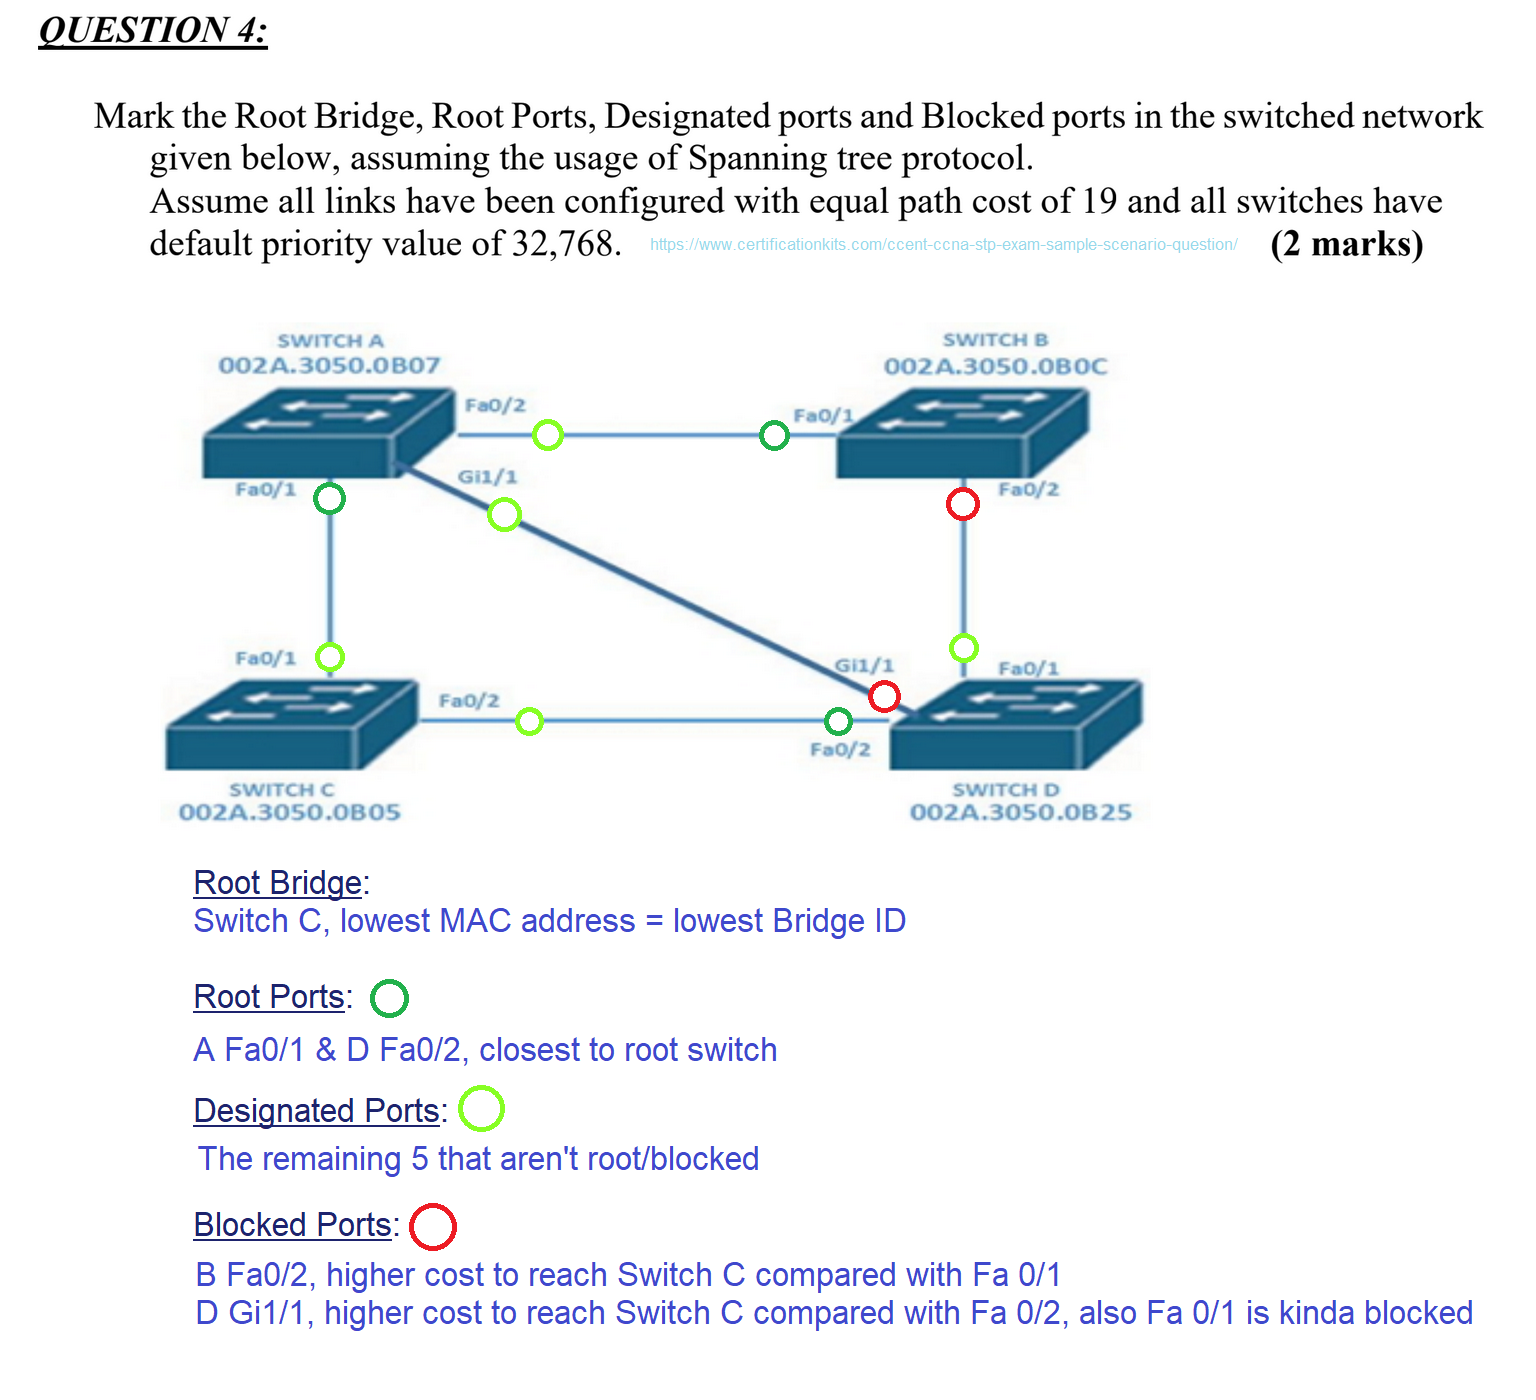 QUESTION 4:
Mark the Root Bridge, Root Ports, Designated ports and Blocked ports in the switched network
given below, assuming the usage of Spanning tree protocol.
Assume all links have been configured with equal path cost of 19 and all switches have
default priority value of 32,768. https://www.certificationkits.com/ccent-ccna-stp-exam-sample-scenario-question/ (2 marks)
SWITCH A
002A.3050.0B07
SWITCH B
002A.3050.0B0C
Fa0/2
Fa0/1
Gi1/1
Fa0/1
Fa0/2
Fa0/1
Gi1/1
Fa0/1
Fa0/2
Fa0/2
SWITCH C
002A.3050.0B05
SWITCH D
002A.3050.0B25
Root Bridge:
Switch C, lowest MAC address = lowest Bridge ID
Root Ports:
A Fa0/1 & D Fa0/2, closest to root switch
Designated Ports:
The remaining 5 that aren't root/blocked
Blocked Ports:
B Fa0/2, higher cost to reach Switch C compared with Fa 0/1
D Gi1/1, higher cost to reach Switch C compared with Fa 0/2, also Fa 0/1 is kinda blocked